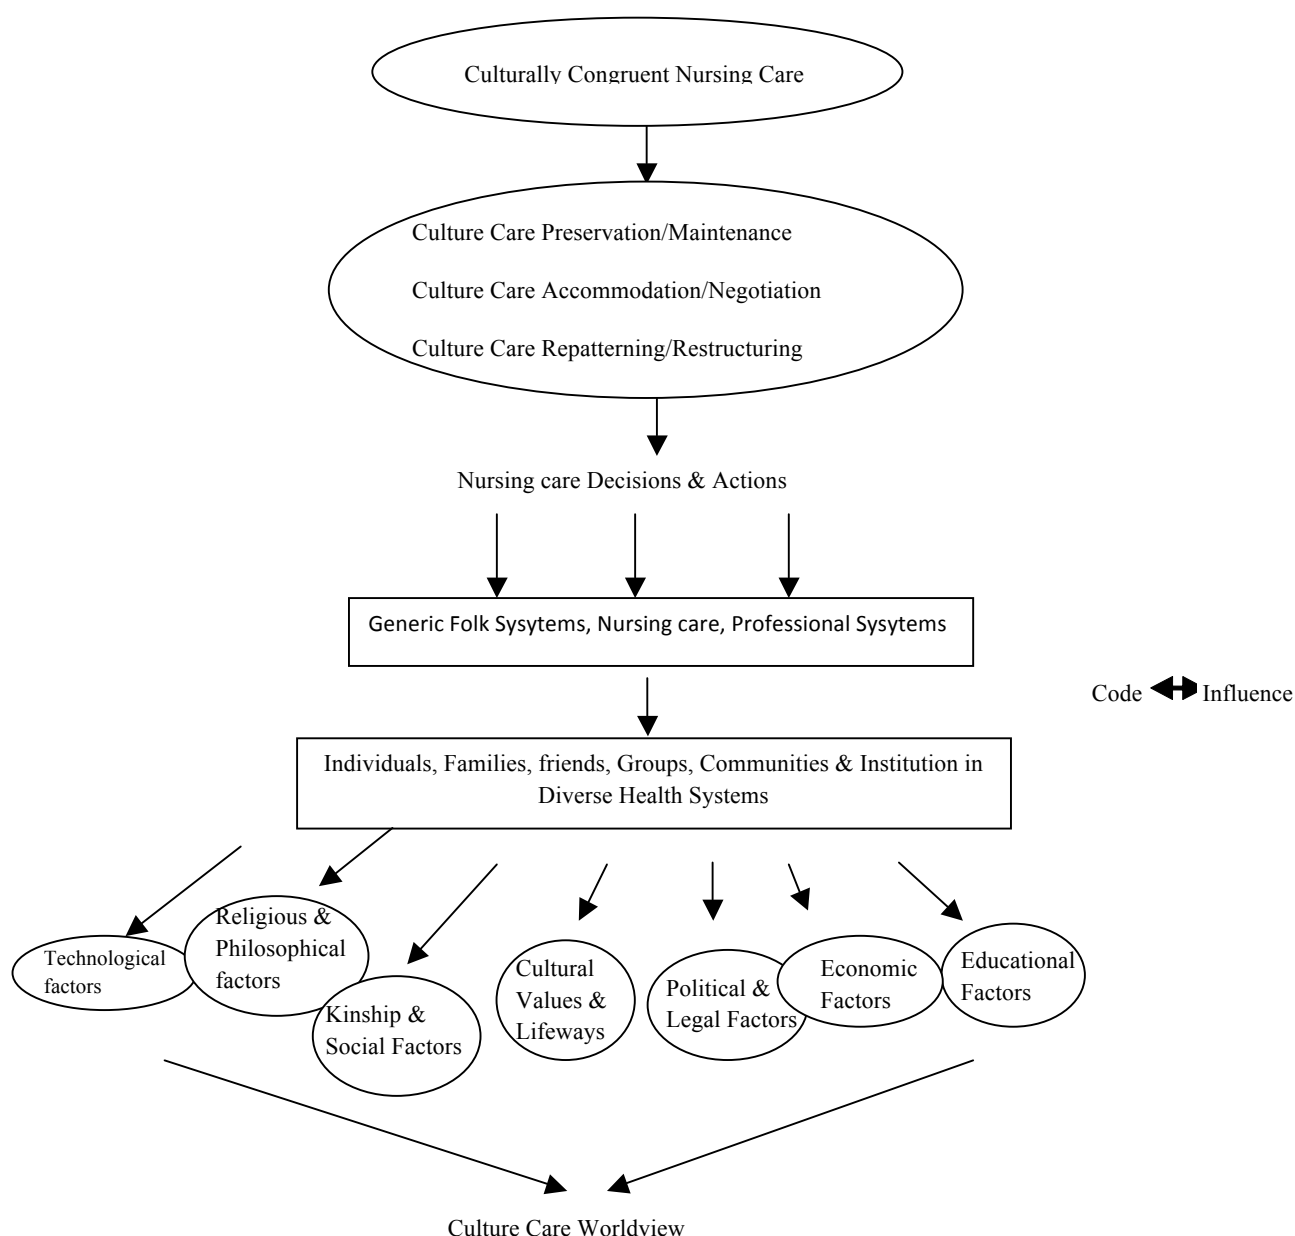 Culturally Congruent Nursing Care
Culture Care Preservation/Maintenance
Culture Care Accommodation/Negotiation
Culture Care Repatterning/Restructuring
Nursing care Decisions & Actions
Generic Folk Sysytems, Nursing care, Professional Sysytems
Code
Influence
Individuals, Families, friends, Groups, Communities & Institution in
Diverse Health Systems
Technological
factors
Religious &
Philosophical
factors
Kinship &
Social Factors
Cultural
Values &
Lifeways
Political &
Legal Factors
Economic
Factors
Educational
Factors
Culture Care Worldview